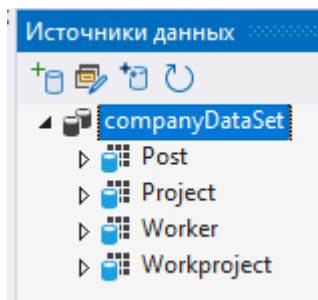 Источники данных
companyDataSet
Post
Project
Worker
Workproject